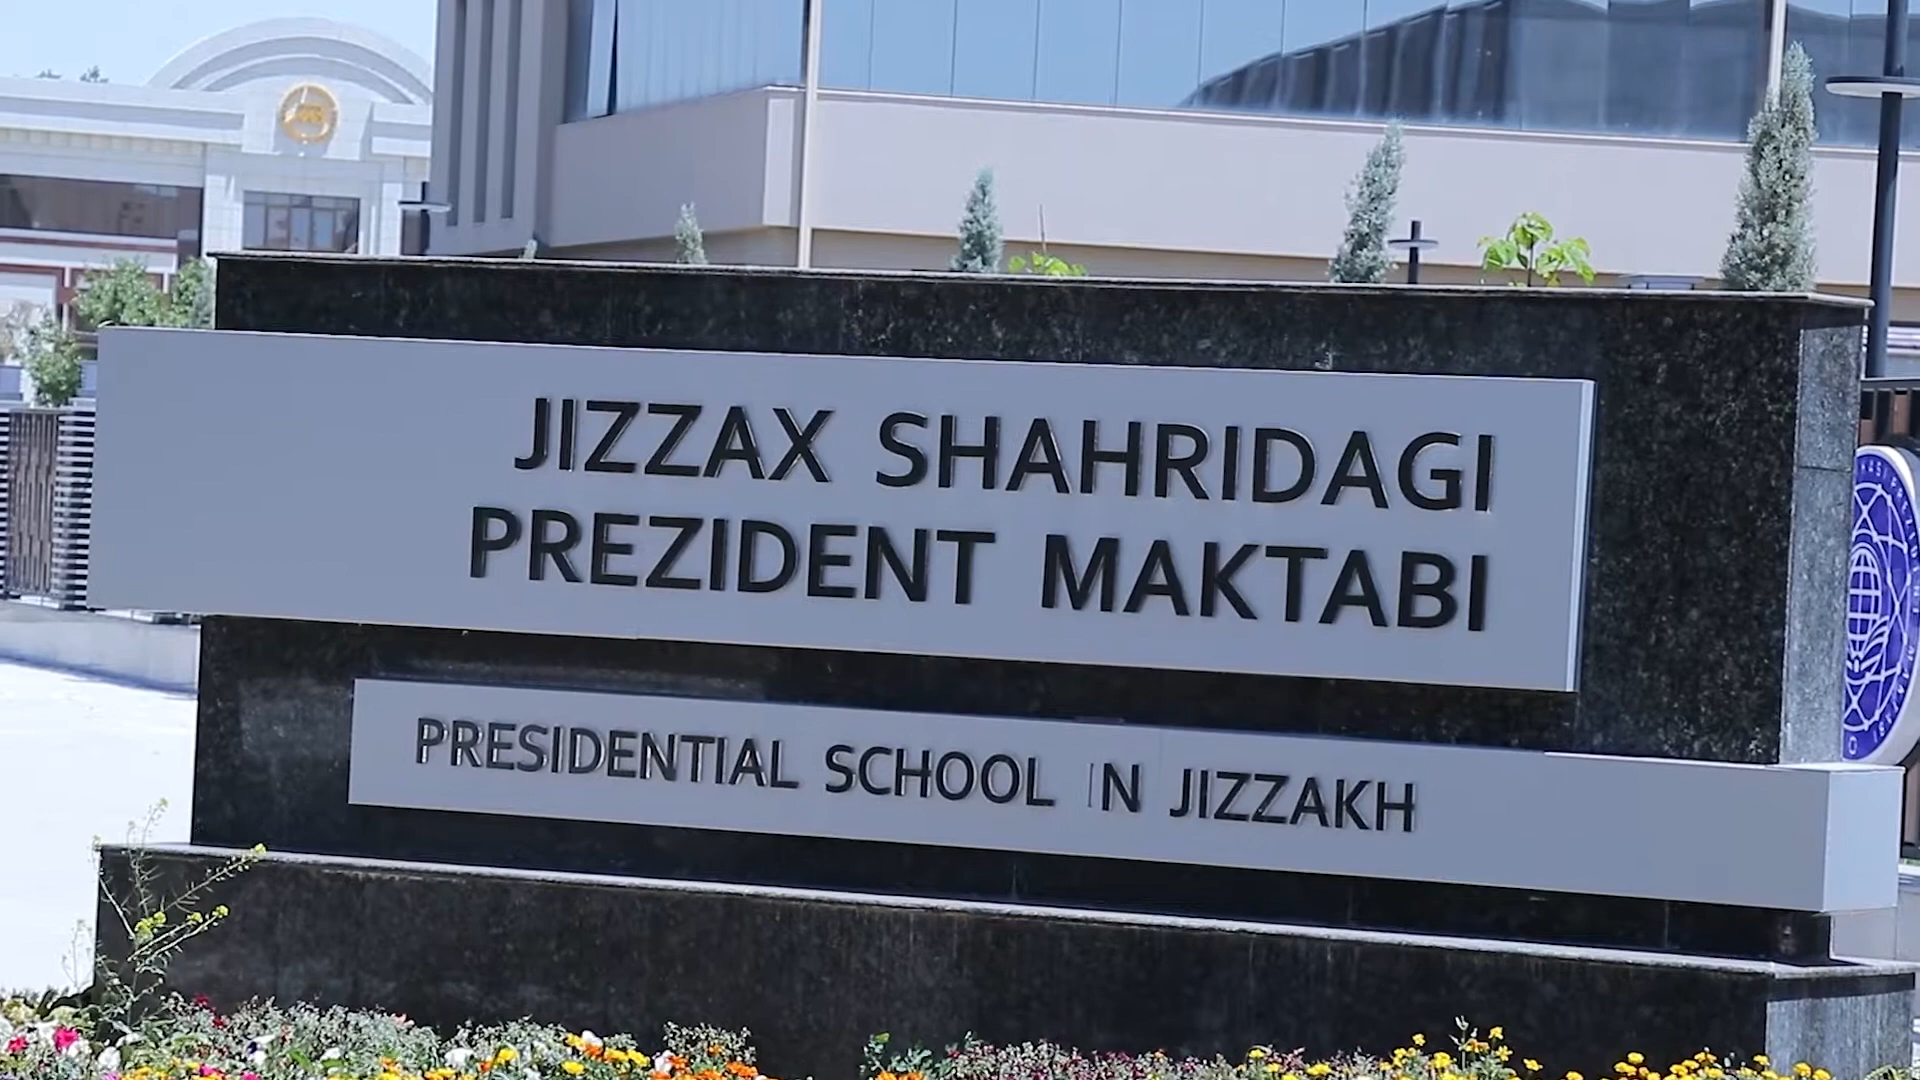 JIZZAX SHAHRIDAGI
PREZIDENT MAKTABI
PRESIDENTIAL SCHOOL IN JIZZAKH